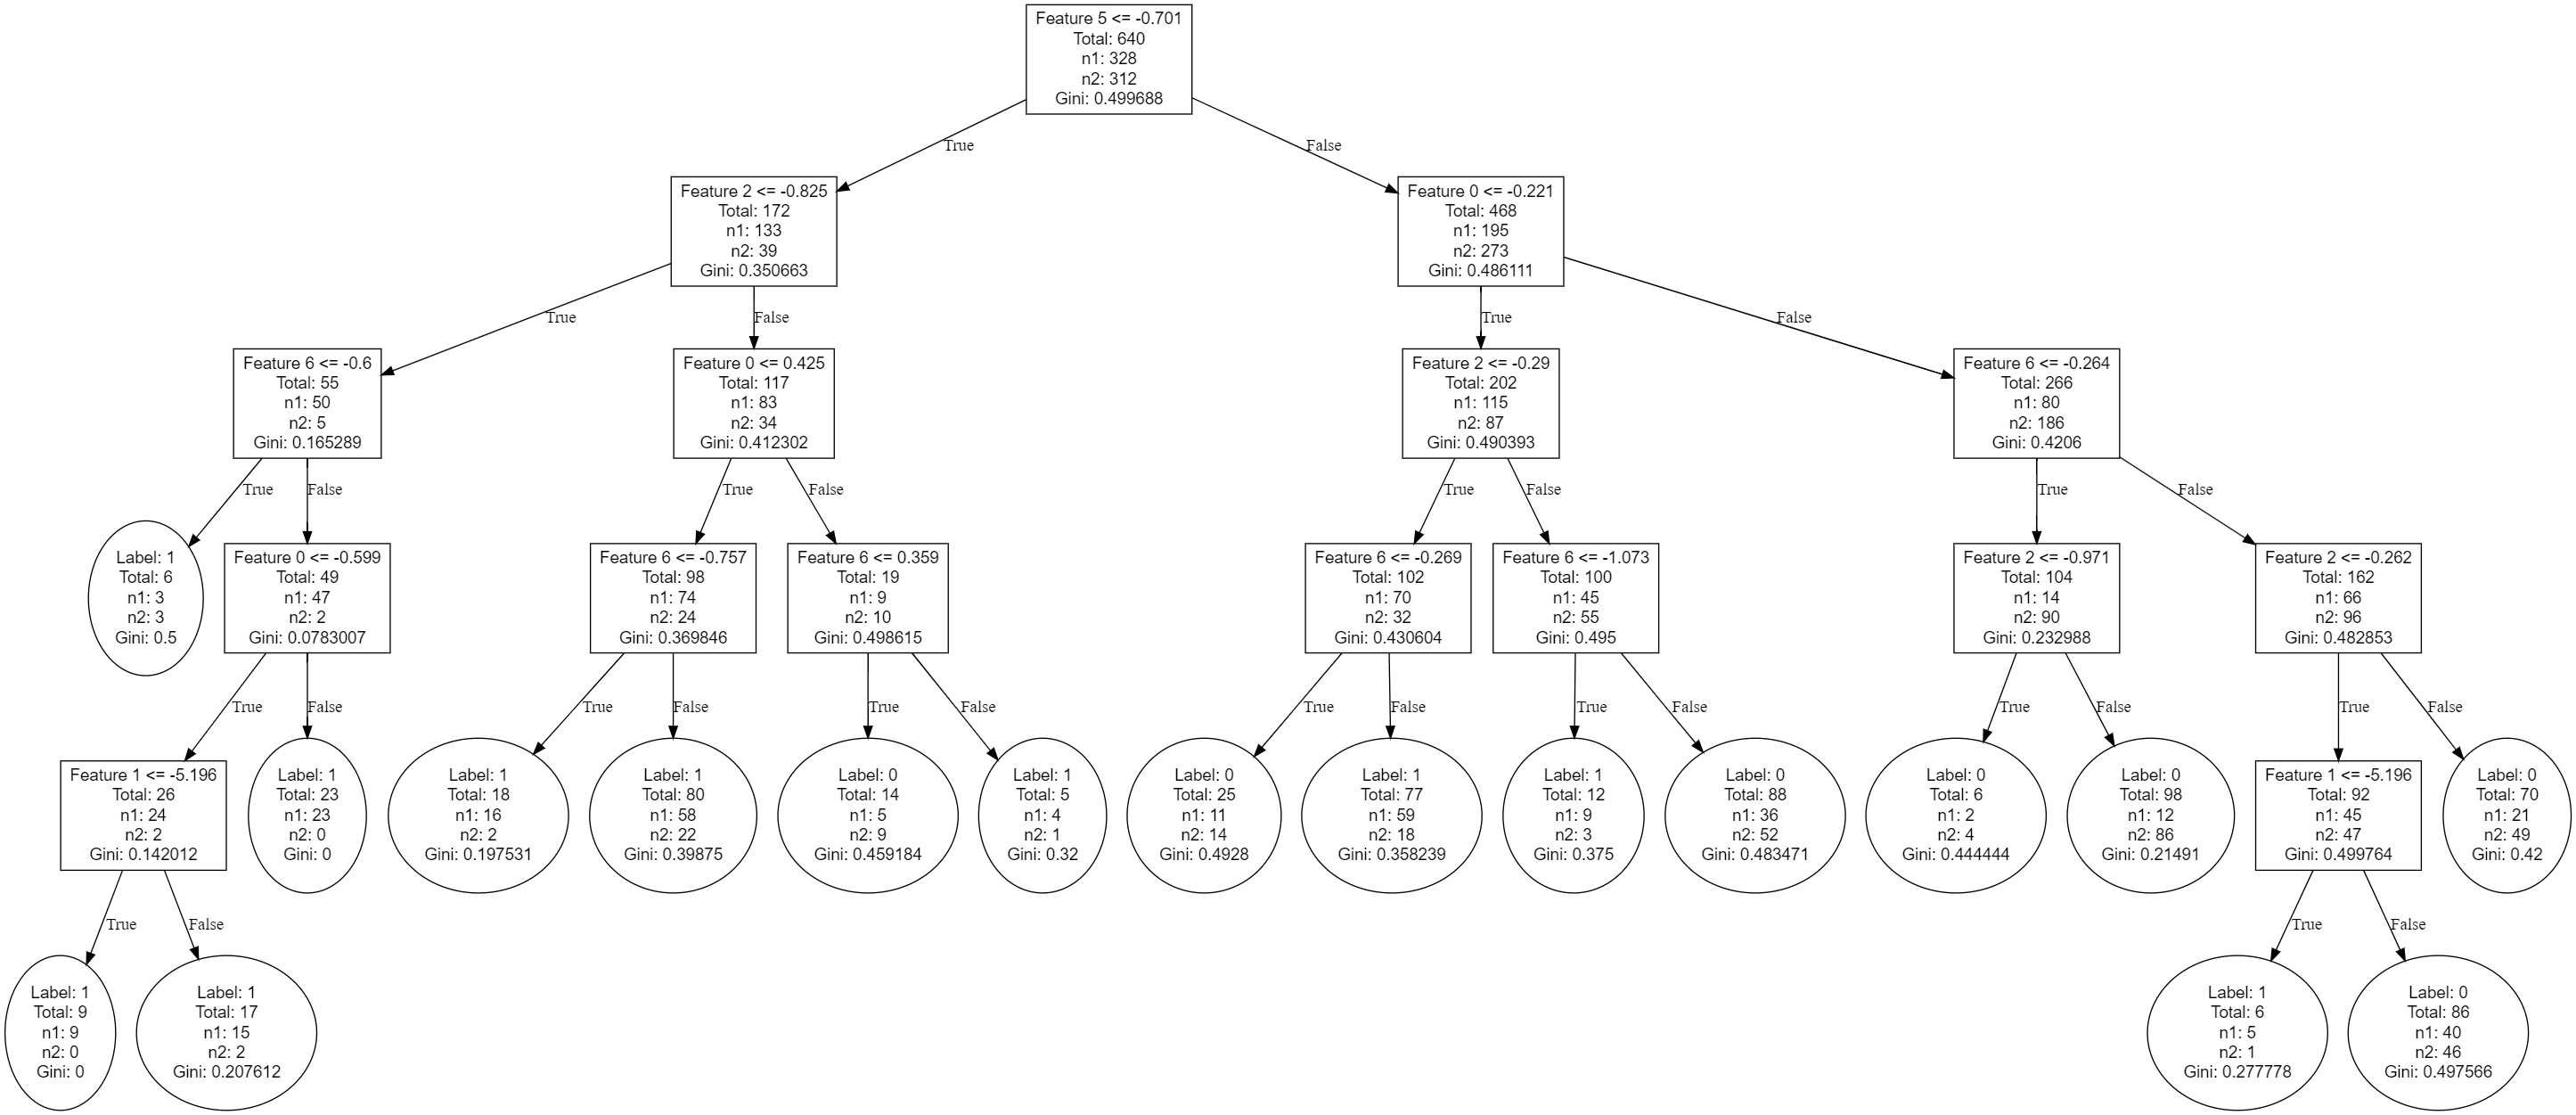 Feature 5 <= -0.701
Total: 640
n1: 328
n2: 312
Gini: 0.499688
True
False
Feature 2 <= -0.825
Total: 172
n1: 133
n2: 39
Gini: 0.350663
Feature 0 <= -0.221
Total: 468
n1: 195
n2: 273
Gini: 0.486111
True
False
True
False
Feature 6 <= -0.6
Total: 55
n1: 50
n2: 5
Gini: 0.165289
Feature 0 <= 0.425
Total: 117
n1: 83
n2: 34
Gini: 0.412302
Feature 2 <= -0.29
Total: 202
n1: 115
n2: 87
Gini: 0.490393
Feature 6 <= -0.264
Total: 266
n1: 80
n2: 186
Gini: 0.4206
True
False
True
False
True
False
True
False
Label: 1
Total: 6
n1: 3
n2: 3
Gini: 0.5
Feature 0 <= -0.599
Total: 49
n1: 47
n2: 2
Gini: 0.0783007
Feature 6 <= -0.757
Total: 98
n1: 74
n2: 24
Gini: 0.369846
Feature 6 <= 0.359
Total: 19
n1: 9
n2: 10
Gini: 0.498615
Feature 6 <= -0.269
Total: 102
n1: 70
n2: 32
Gini: 0.430604
Feature 6 <= -1.073
Total: 100
n1: 45
n2: 55
Gini: 0.495
Feature 2 <= -0.971
Total: 104
n1: 14
n2: 90
Gini: 0.232988
Feature 2 <= -0.262
Total: 162
n1: 66
n2: 96
Gini: 0.482853
True
False
True
False
True
False
True
False
True
False
True
False
True
False
Feature 1 <= -5.196
Total: 26
n1: 24
n2: 2
Gini: 0.142012
Label: 1
Total: 23
n1: 23
n2: 0
Gini: 0
Label: 1
Total: 18
n1: 16
n2: 2
Gini: 0.197531
Label: 1
Total: 80
n1: 58
n2: 22
Gini: 0.39875
Label: 0
Total: 14
n1: 5
n2: 9
Gini: 0.459184
Label: 1
Total: 5
n1: 4
n2: 1
Gini: 0.32
Label: 0
Total: 25
n1: 11
n2: 14
Gini: 0.4928
Label: 1
Total: 77
n1: 59
n2: 18
Gini: 0.358239
Label: 1
Total: 12
n1: 9
n2: 3
Gini: 0.375
Label: 0
Total: 88
n1: 36
n2: 52
Gini: 0.483471
Label: 0
Total: 6
n1: 2
n2: 4
Gini: 0.444444
Label: 0
Total: 98
n1: 12
n2: 86
Gini: 0.21491
Feature 1 <= -5.196
Total: 92
n1: 45
n2: 47
Gini: 0.499764
Label: 0
Total: 70
n1: 21
n2: 49
Gini: 0.42
True
False
True
False
Label: 1
Total: 9
n1: 9
n2: 0
Gini: 0
Label: 1
Total: 17
n1: 15
n2: 2
Gini: 0.207612
Label: 1
Total: 6
n1: 5
n2: 1
Gini: 0.277778
Label: 0
Total: 86
n1: 40
n2: 46
Gini: 0.497566